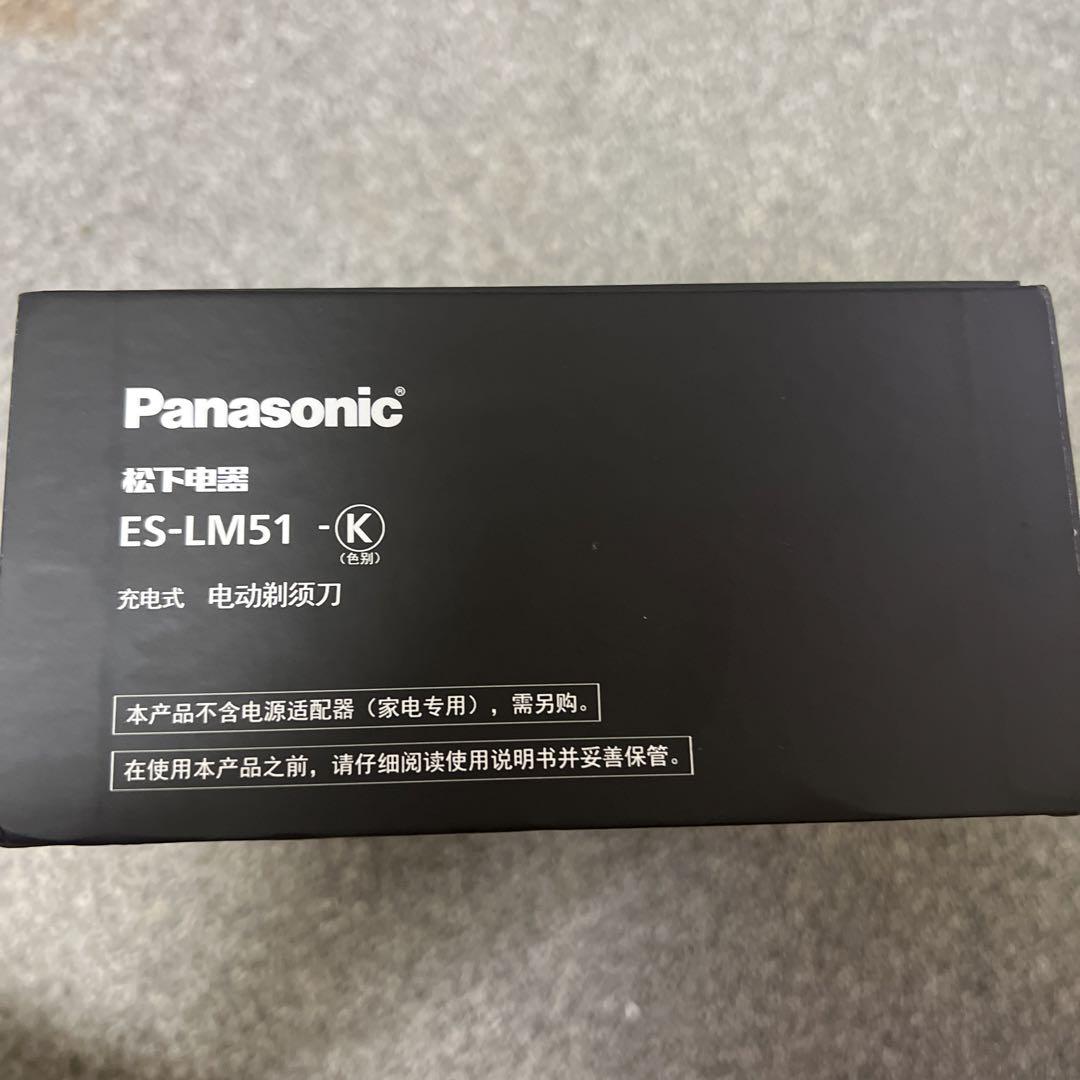 Panasonic®
松下电器
ES-LM51 -K
(色别)
充电式 电动剃须刀
本产品不含电源适配器（家电专用），需另购。
在使用本产品之前，请仔细阅读使用说明书并妥善保管。